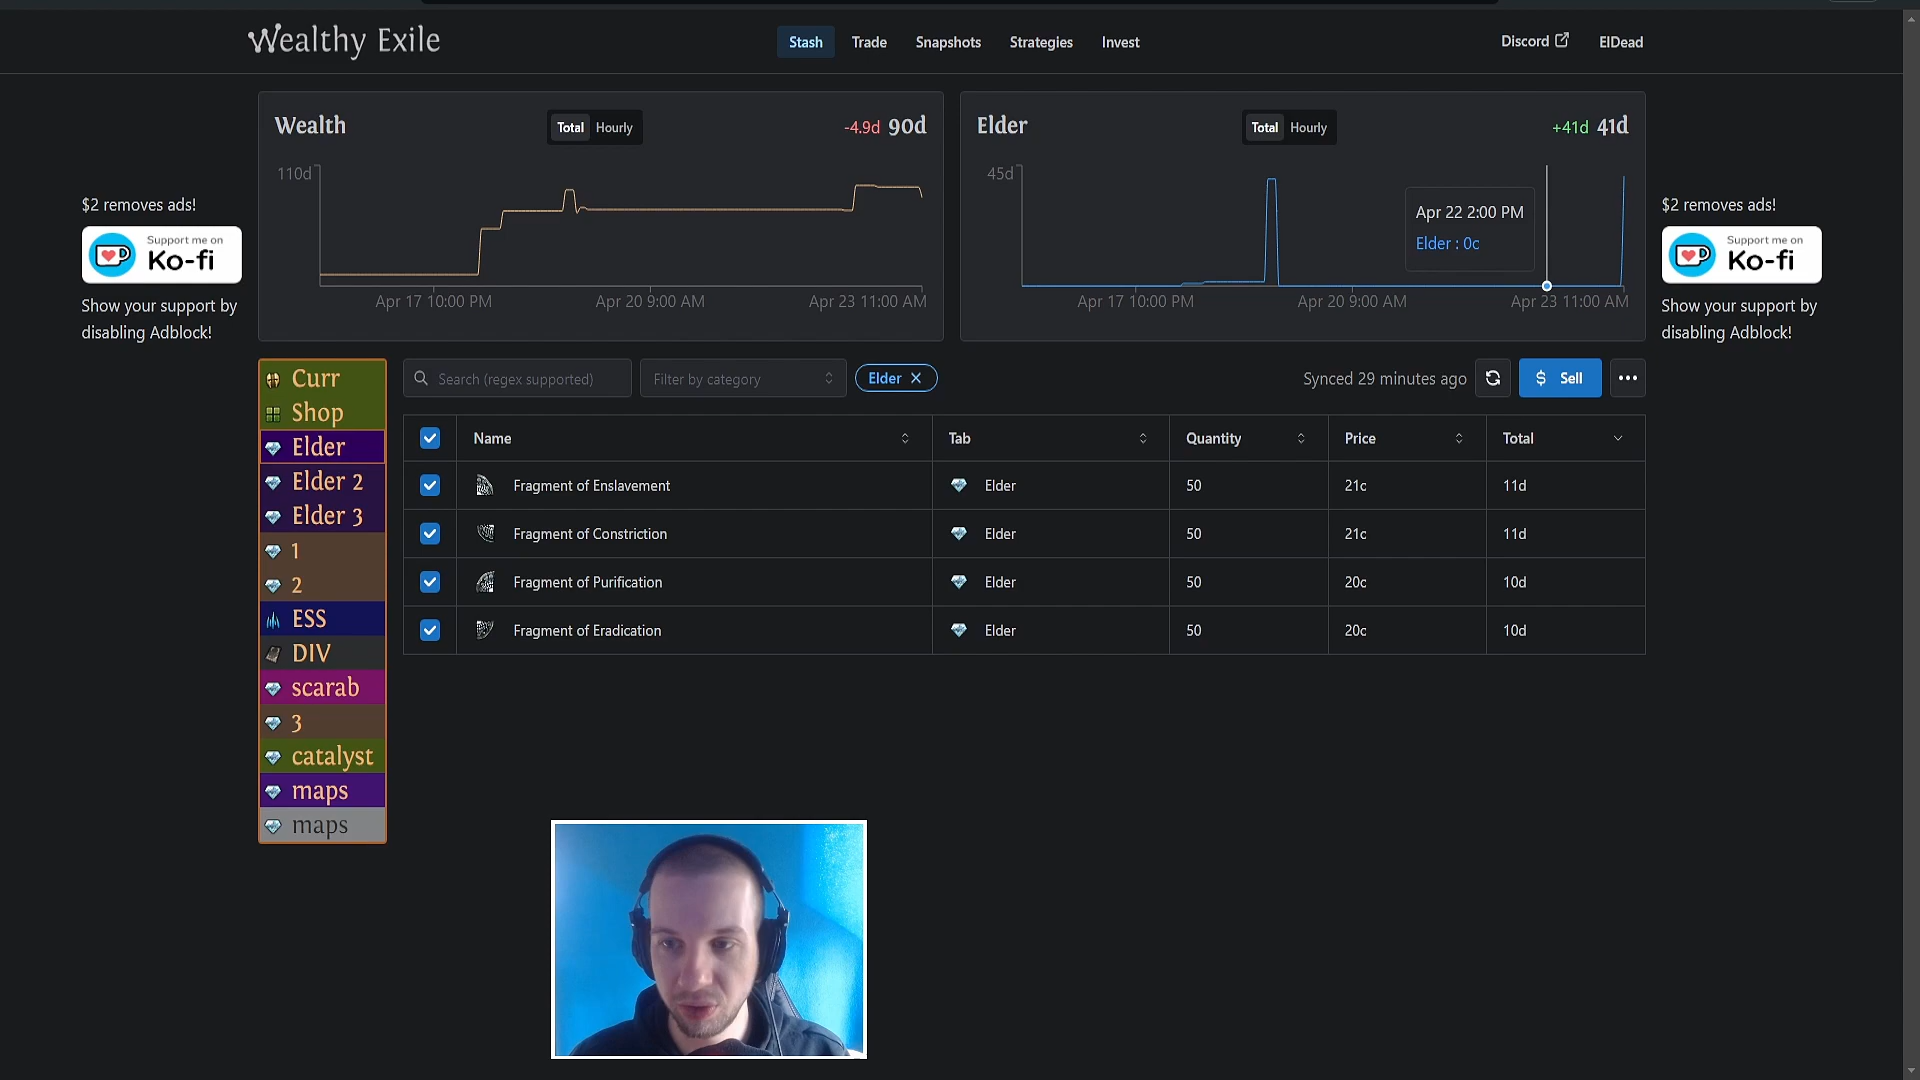 Wealthy Exile
Stash Trade Snapshots Strategies Invest
Discord ElDead
Wealth
Total Hourly
-4.9d 90d
110d
Apr 17 10:00 PM Apr 20 9:00 AM Apr 23 11:00 AM
Elder
Total Hourly
+41d 41d
45d
Apr 22 2:00 PM
Elder : 0c
Apr 17 10:00 PM Apr 20 9:00 AM Apr 23 11:00 AM
$2 removes ads!
Support me on
Ko-fi
Show your support by
disabling Adblock!
$2 removes ads!
Support me on
Ko-fi
Show your support by
disabling Adblock!
Curr
Shop
Elder
Elder 2
Elder 3
1
2
ESS
DIV
scarab
3
catalyst
maps
maps
Search (regex supported) Filter by category Elder
Synced 29 minutes ago $ Sell
Name Tab Quantity Price Total
Fragment of Enslavement Elder 50 21c 11d
Fragment of Constriction Elder 50 21c 11d
Fragment of Purification Elder 50 20c 10d
Fragment of Eradication Elder 50 20c 10d